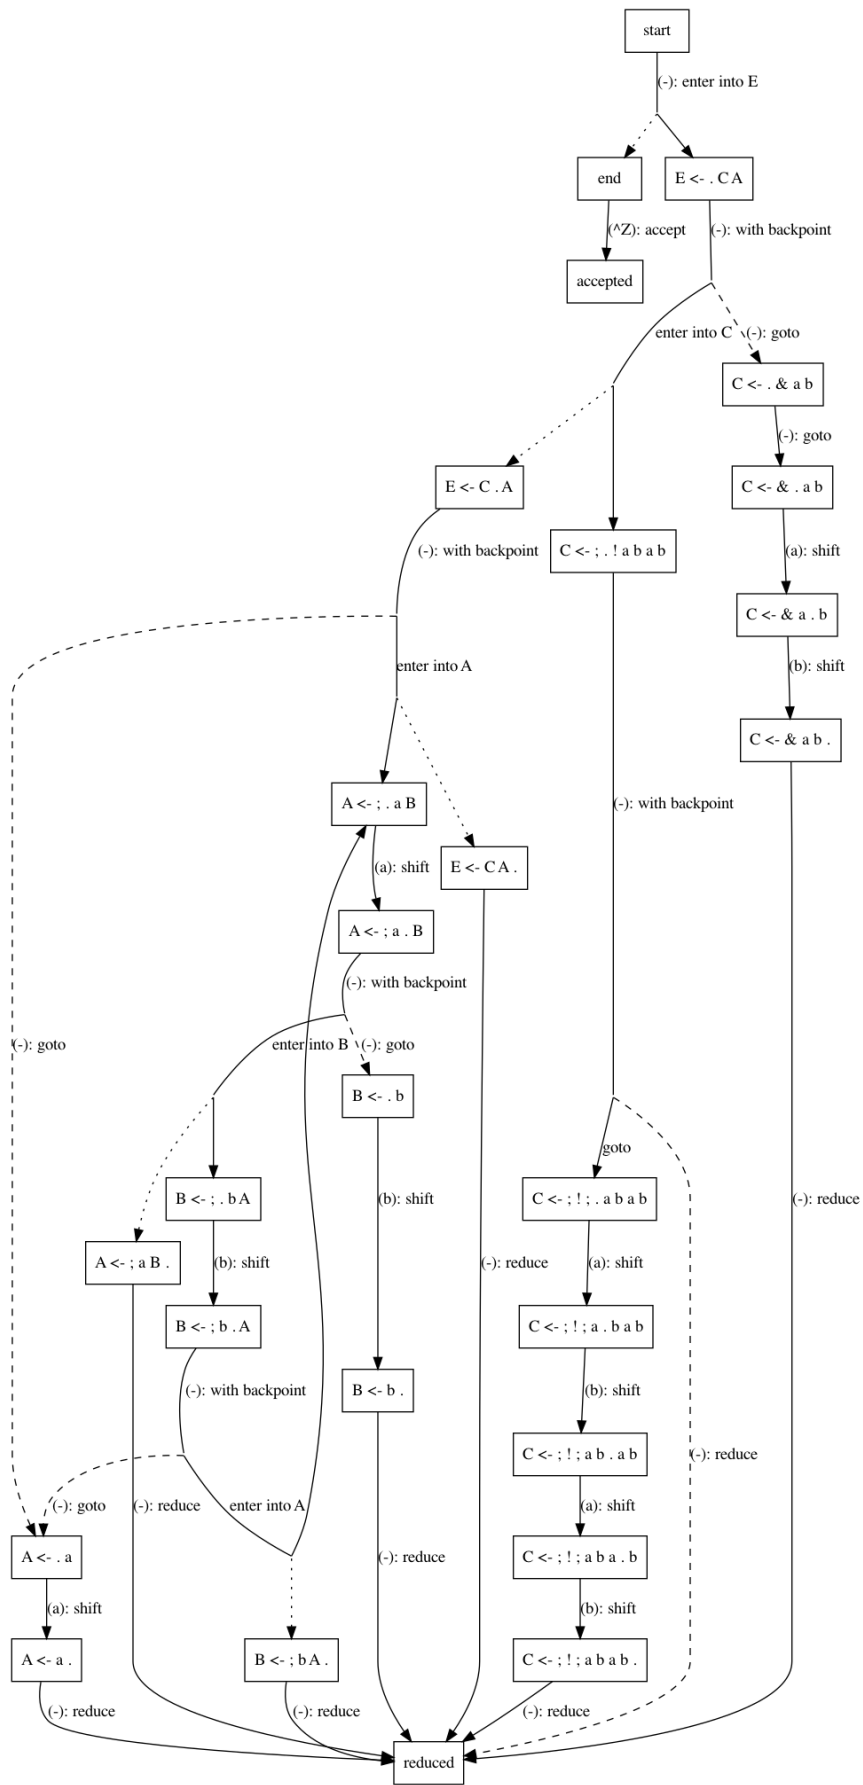 start
(-): enter into E
end
E <- . C A
(^Z): accept
(-): with backpoint
accepted
enter into C
(-): goto
C <- . & a b
(-): goto
E <- C . A
C <- & . a b
(-): with backpoint
C <- ; . ! a b a b
(a): shift
C <- & a . b
enter into A
(b): shift
C <- & a b .
A <- ; . a B
(-): with backpoint
(a): shift
E <- C A .
A <- ; a . B
(-): with backpoint
(-): goto
enter into B
(-): goto
B <- . b
goto
B <- ; . b A
(b): shift
C <- ; ! ; . a b a b
(-): reduce
A <- ; a B .
(b): shift
(-): reduce
(a): shift
B <- ; b . A
C <- ; ! ; a . b a b
(-): with backpoint
B <- b .
(b): shift
C <- ; ! ; a b . a b
(-): reduce
(-): goto
(-): reduce
enter into A
(a): shift
A <- . a
(-): reduce
C <- ; ! ; a b a . b
(a): shift
(b): shift
A <- a .
B <- ; b A .
C <- ; ! ; a b a b .
(-): reduce
(-): reduce
(-): reduce
reduced